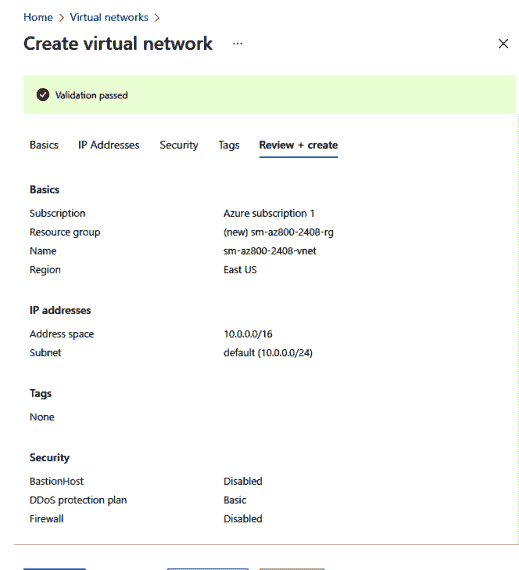 Home > Virtual networks >
Create virtual network ...
Validation passed
Basics IP Addresses Security Tags Review + create
Basics
Subscription Azure subscription 1
Resource group (new) sm-az800-2408-rg
Name sm-az800-2408-vnet
Region East US
IP addresses
Address space 10.0.0.0/16
Subnet default (10.0.0.0/24)
Tags
None
Security
BastionHost Disabled
DDoS protection plan Basic
Firewall Disabled